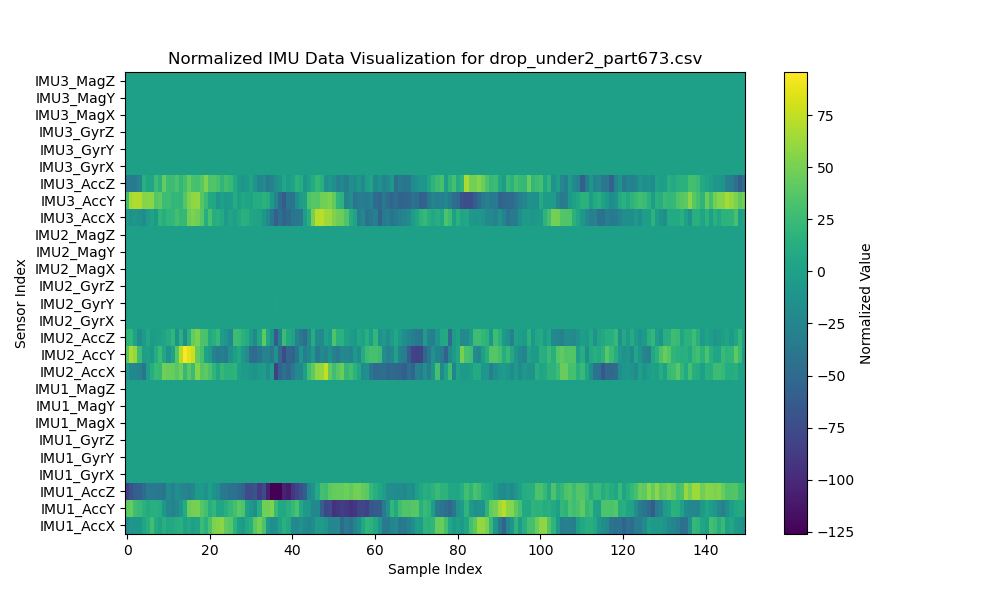 Normalized IMU Data Visualization for drop_under2_part673.csv
IMU3_MagZ
IMU3_MagY
IMU3_MagX
IMU3_GyrZ
IMU3_GyrY
IMU3_GyrX
IMU3_AccZ
IMU3_AccY
IMU3_AccX
IMU2_MagZ
IMU2_MagY
IMU2_MagX
IMU2_GyrZ
IMU2_GyrY
IMU2_GyrX
IMU2_AccZ
IMU2_AccY
IMU2_AccX
IMU1_MagZ
IMU1_MagY
IMU1_MagX
IMU1_GyrZ
IMU1_GyrY
IMU1_GyrX
IMU1_AccZ
IMU1_AccY
IMU1_AccX
Sensor Index
0 20 40 60 80 100 120 140
Sample Index
75
50
25
0
−25
−50
−75
−100
−125
Normalized Value